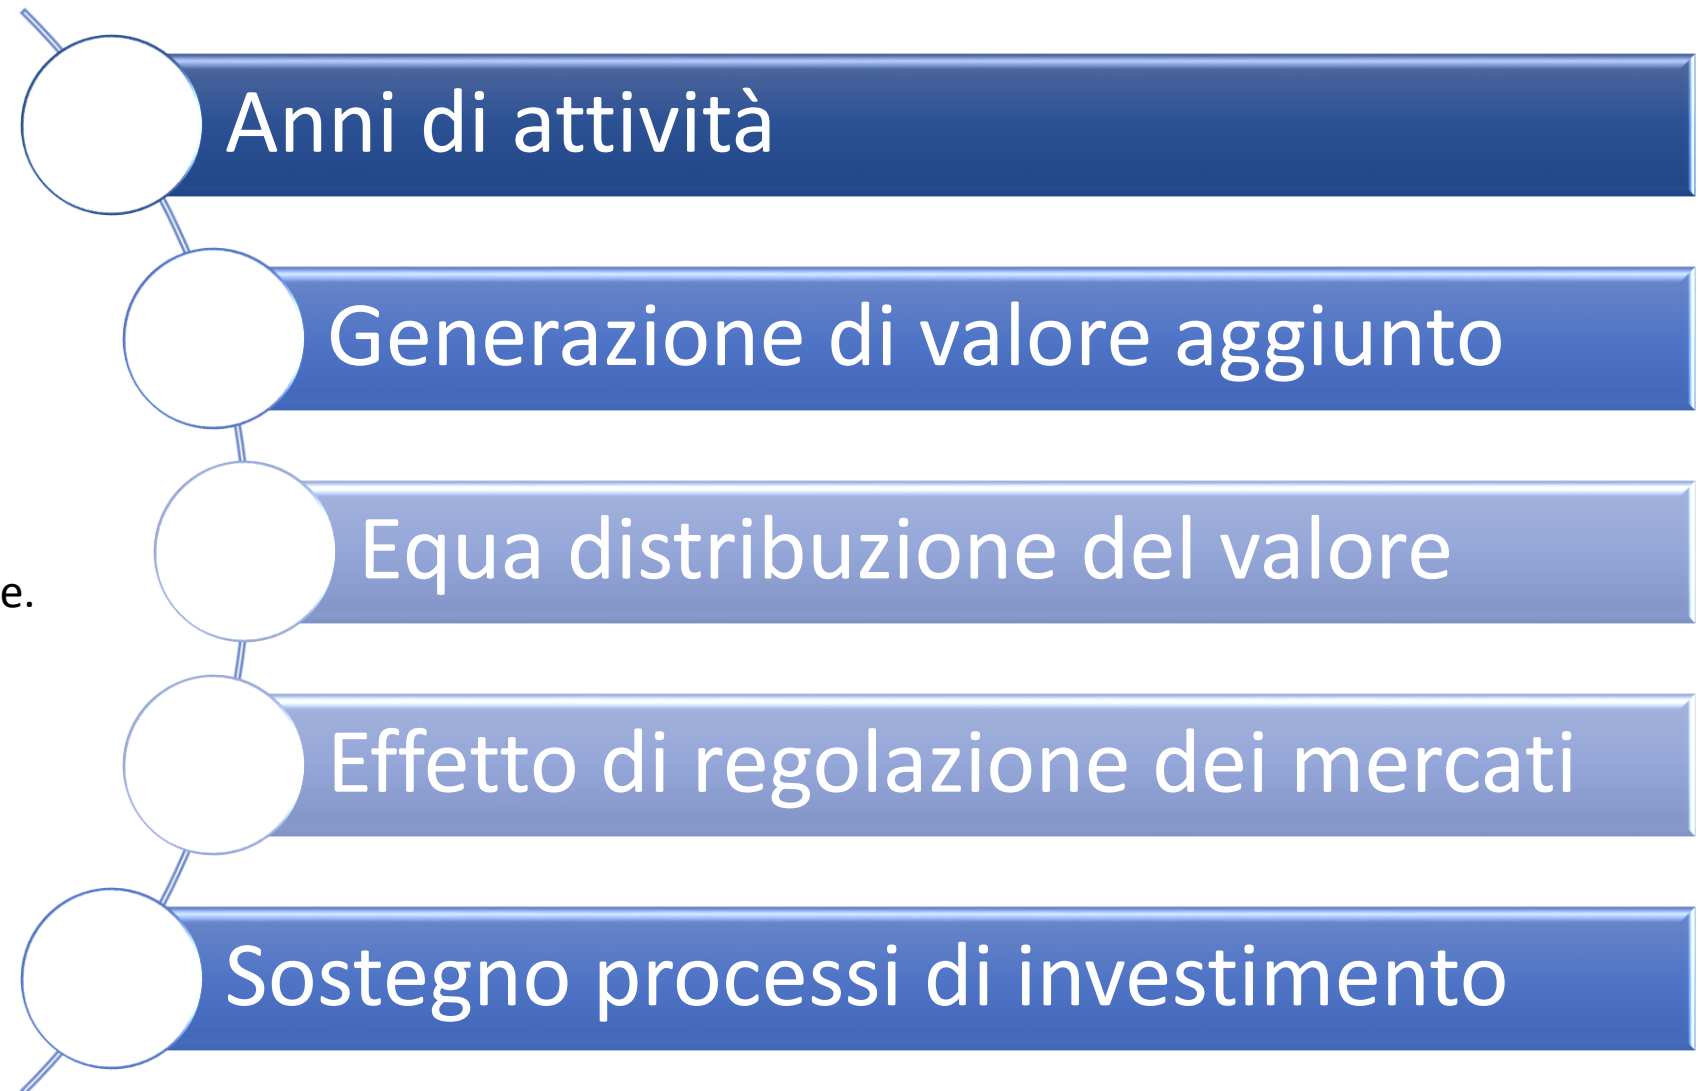 Anni di attività
Generazione di valore aggiunto
Equa distribuzione del valore
e.
Effetto di regolazione dei mercati
Sostegno processi di investimento